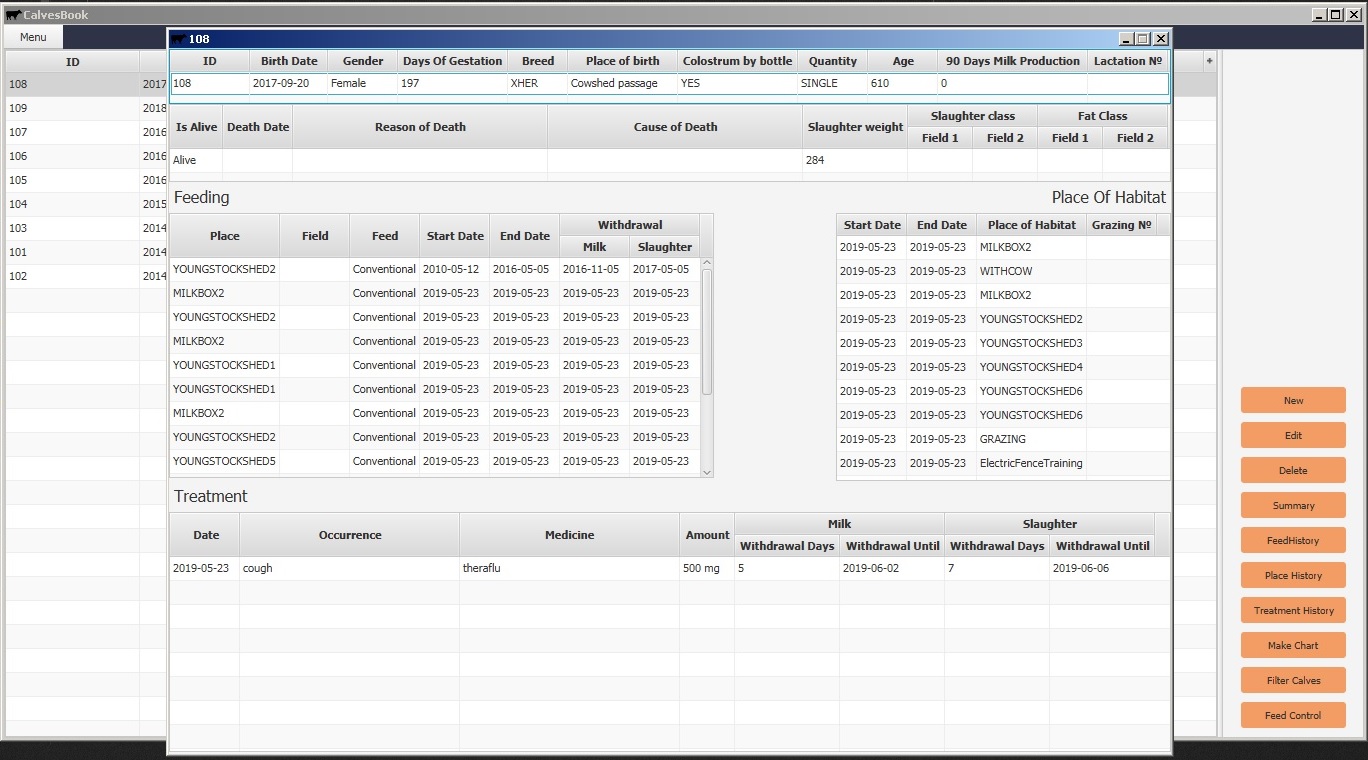 CalvesBook
Menu
108
ID Birth Date Gender Days Of Gestation Breed Place of birth Colostrum by bottle Quantity Age 90 Days Milk Production Lactation Nº
108 2017-09-20 Female 197 XHER Cowshed passage YES SINGLE 610 0
Is Alive Death Date Reason of Death Cause of Death Slaughter weight Slaughter class Fat Class
Field 1 Field 2 Field 1 Field 2
Alive 284
Feeding
Place Field Feed Start Date End Date Withdrawal
Milk Slaughter
YOUNGSTOCKSHED2 Conventional 2010-05-12 2016-05-05 2016-11-05 2017-05-05
MILKBOX2 Conventional 2019-05-23 2019-05-23 2019-05-23 2019-05-23
YOUNGSTOCKSHED2 Conventional 2019-05-23 2019-05-23 2019-05-23 2019-05-23
MILKBOX2 Conventional 2019-05-23 2019-05-23 2019-05-23 2019-05-23
YOUNGSTOCKSHED1 Conventional 2019-05-23 2019-05-23 2019-05-23 2019-05-23
YOUNGSTOCKSHED1 Conventional 2019-05-23 2019-05-23 2019-05-23 2019-05-23
MILKBOX2 Conventional 2019-05-23 2019-05-23 2019-05-23 2019-05-23
YOUNGSTOCKSHED2 Conventional 2019-05-23 2019-05-23 2019-05-23 2019-05-23
YOUNGSTOCKSHED5 Conventional 2019-05-23 2019-05-23 2019-05-23 2019-05-23
Place Of Habitat
Start Date End Date Place of Habitat Grazing Nº
2019-05-23 2019-05-23 MILKBOX2
2019-05-23 2019-05-23 WITHCOW
2019-05-23 2019-05-23 MILKBOX2
2019-05-23 2019-05-23 YOUNGSTOCKSHED2
2019-05-23 2019-05-23 YOUNGSTOCKSHED3
2019-05-23 2019-05-23 YOUNGSTOCKSHED4
2019-05-23 2019-05-23 YOUNGSTOCKSHED6
2019-05-23 2019-05-23 YOUNGSTOCKSHED6
2019-05-23 2019-05-23 GRAZING
2019-05-23 2019-05-23 ElectricFenceTraining
Treatment
Date Occurrence Medicine Amount Milk Slaughter
Withdrawal Days Withdrawal Until Withdrawal Days Withdrawal Until
2019-05-23 cough theraflu 500 mg 5 2019-06-02 7 2019-06-06
ID +
108 2017
109 2018
107 2016
106 2016
105 2016
104 2015
103 2014
101 2014
102 2014
New
Edit
Delete
Summary
FeedHistory
Place History
Treatment History
Make Chart
Filter Calves
Feed Control